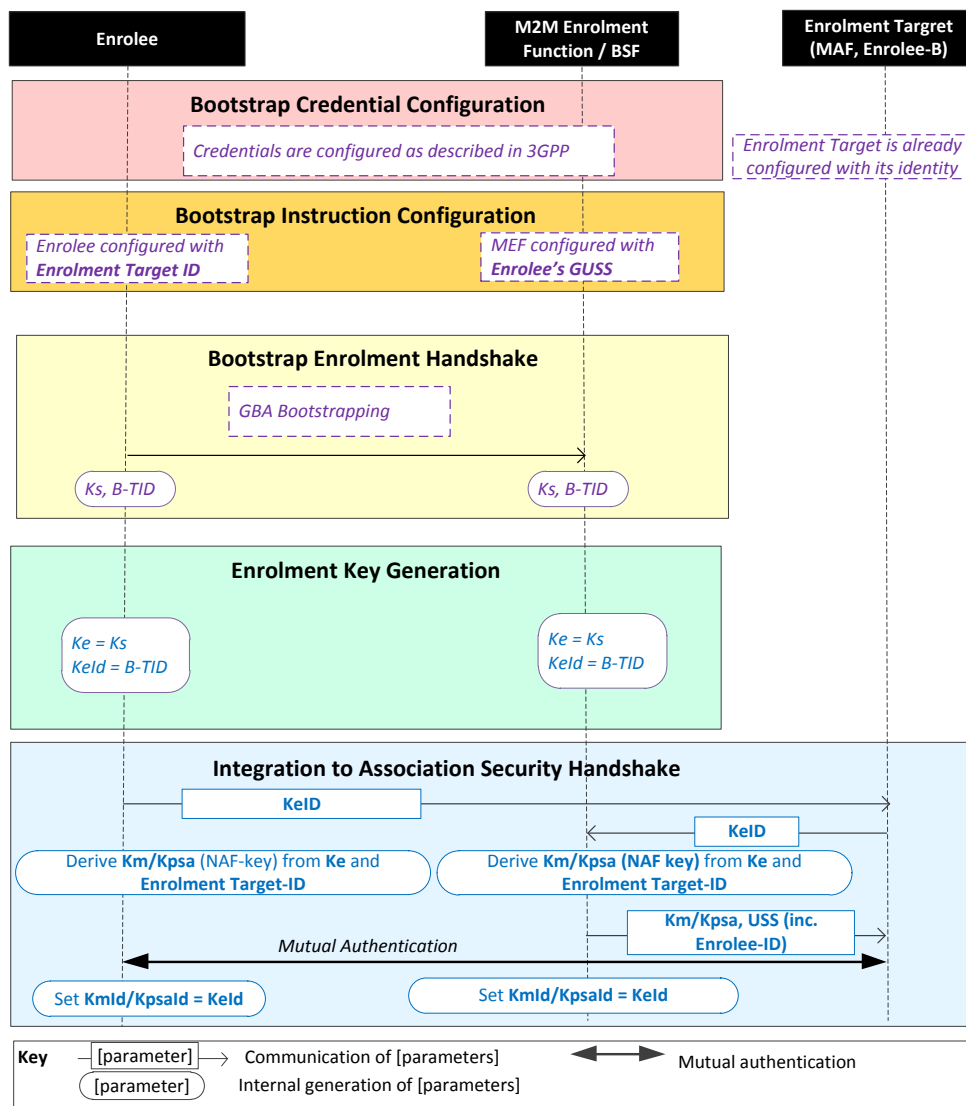 Enrolee
M2M Enrolment
Function / BSF
Enrolment Targret
(MAF, Enrolee-B)
Bootstrap Credential Configuration
Credentials are configured as described in 3GPP
Enrolment Target is already
configured with its identity
Bootstrap Instruction Configuration
Enrolee configured with
Enrolment Target ID
MEF configured with
Enrolee's GUSS
Bootstrap Enrolment Handshake
GBA Bootstrapping
Ks, B-TID
Ks, B-TID
Enrolment Key Generation
Ke = Ks
KeId = B-TID
Ke = Ks
KeId = B-TID
Integration to Association Security Handshake
KeID
KeID
Derive Km/Kpsa (NAF-key) from Ke and
Enrolment Target-ID
Derive Km/Kpsa (NAF key) from Ke and
Enrolment Target-ID
Km/Kpsa, USS (inc.
Enrolee-ID)
Mutual Authentication
Set KmId/KpsaId = KeId
Set KmId/KpsaId = KeId
Key
[parameter]
Communication of [parameters]
Mutual authentication
[parameter]
Internal generation of [parameters]